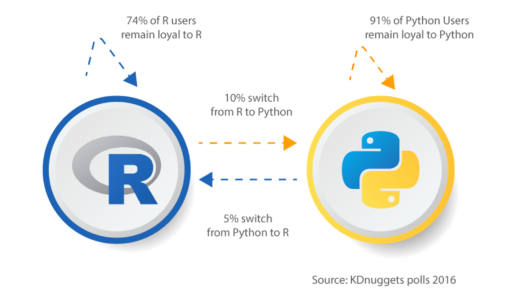 74% of R users
remain loyal to R
91% of Python Users
remain loyal to Python
10% switch
from R to Python
R
5% switch
from Python to R
Source: KDnuggets polls 2016